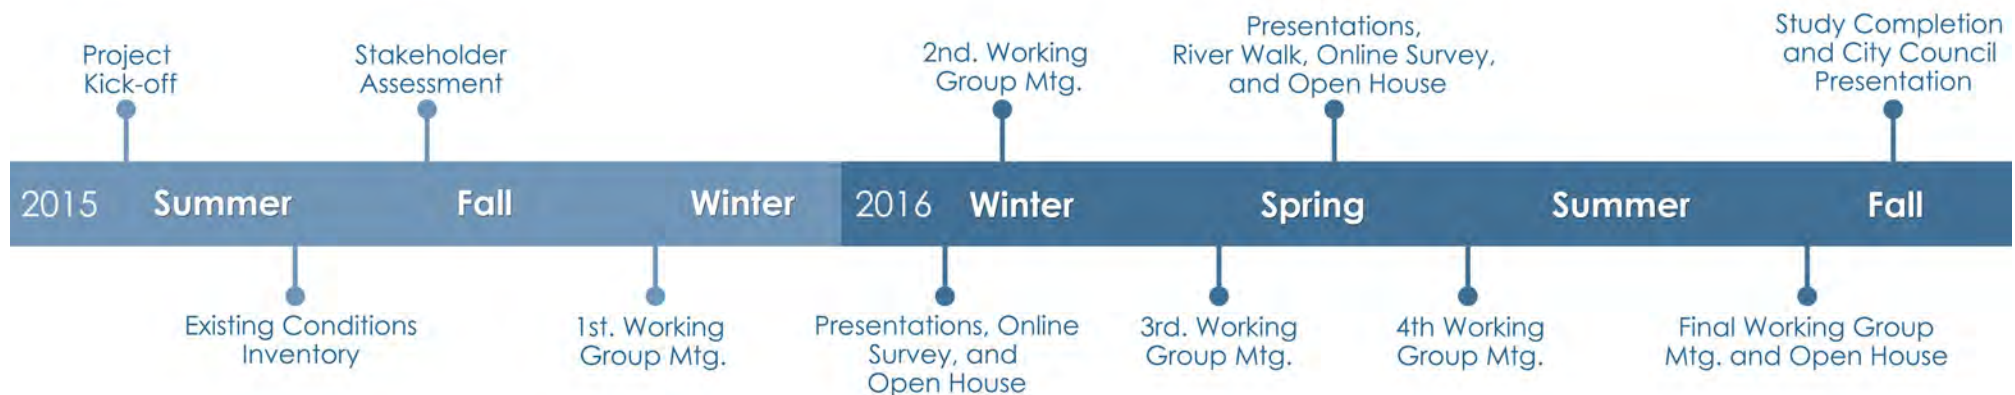 Project
Kick-off
Stakeholder
Assessment
2nd. Working
Group Mtg.
Presentations,
River Walk, Online Survey,
and Open House
Study Completion
and City Council
Presentation
2015 Summer Fall Winter 2016 Winter Spring Summer Fall
Existing Conditions
Inventory
1st. Working
Group Mtg.
Presentations, Online
Survey, and
Open House
3rd. Working
Group Mtg.
4th Working
Group Mtg.
Final Working Group
Mtg. and Open House